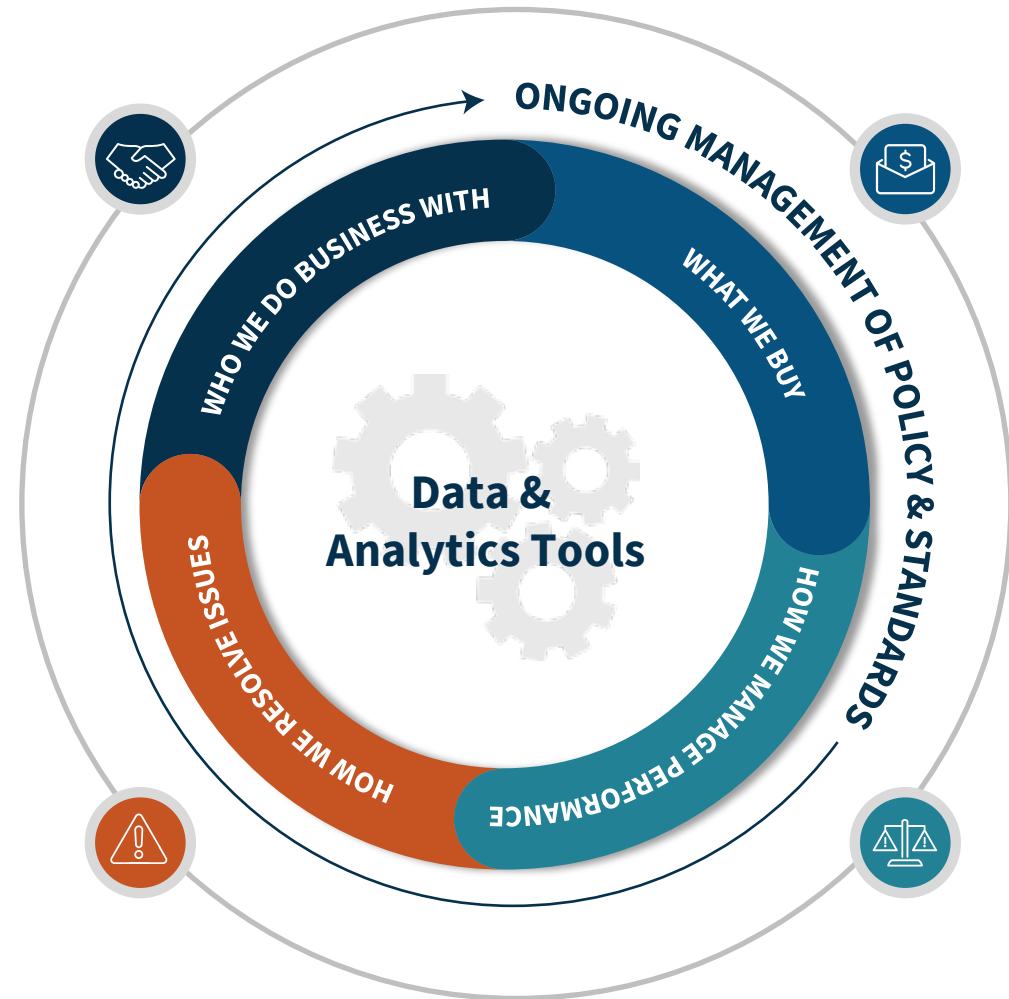 ONGOING MANAGEMENT OF POLICY & STANDARDS
$
WHO WE DO BUSINESS WITH
WHAT WE BUY
Data &
Analytics Tools
HOW WE RESOLVE ISSUES
HOW WE MANAGE PERFORMANCE